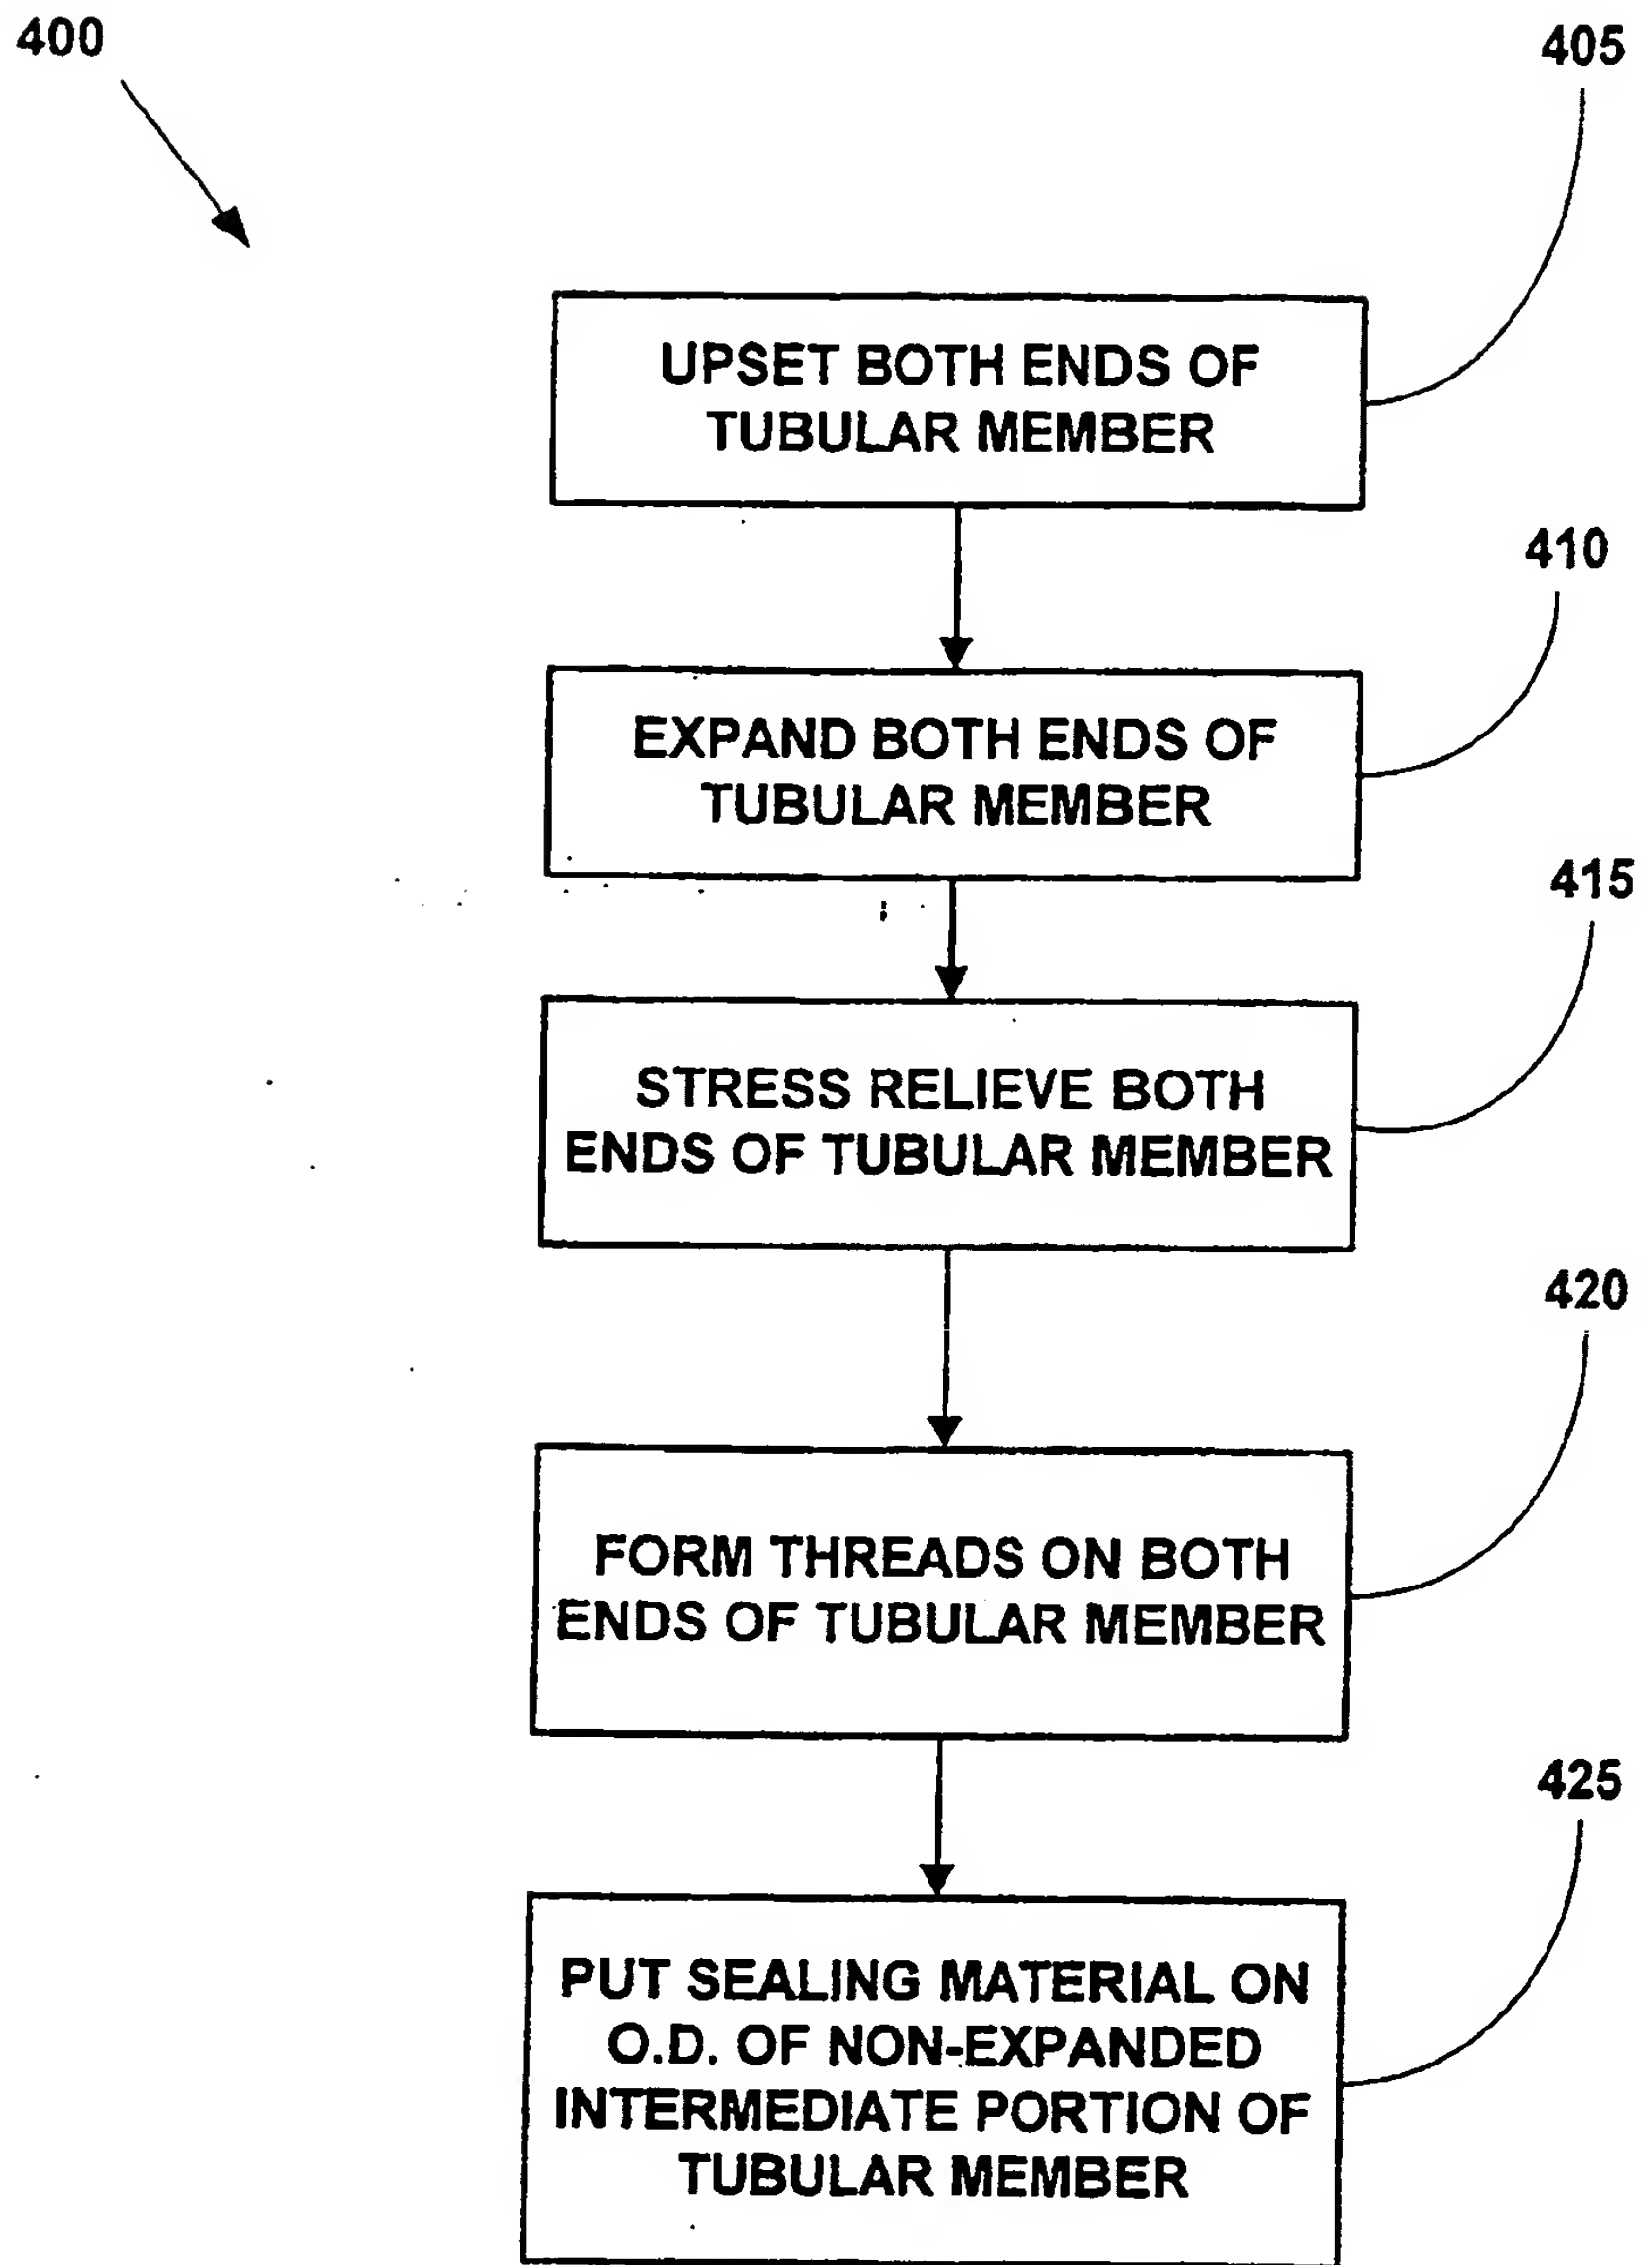 400
405
UPSET BOTH ENDS OF
TUBULAR MEMBER
410
EXPAND BOTH ENDS OF
TUBULAR MEMBER
415
STRESS RELIEVE BOTH
ENDS OF TUBULAR MEMBER
420
FORM THREADS ON BOTH
ENDS OF TUBULAR MEMBER
425
PUT SEALING MATERIAL ON
O.D. OF NON-EXPANDED
INTERMEDIATE PORTION OF
TUBULAR MEMBER